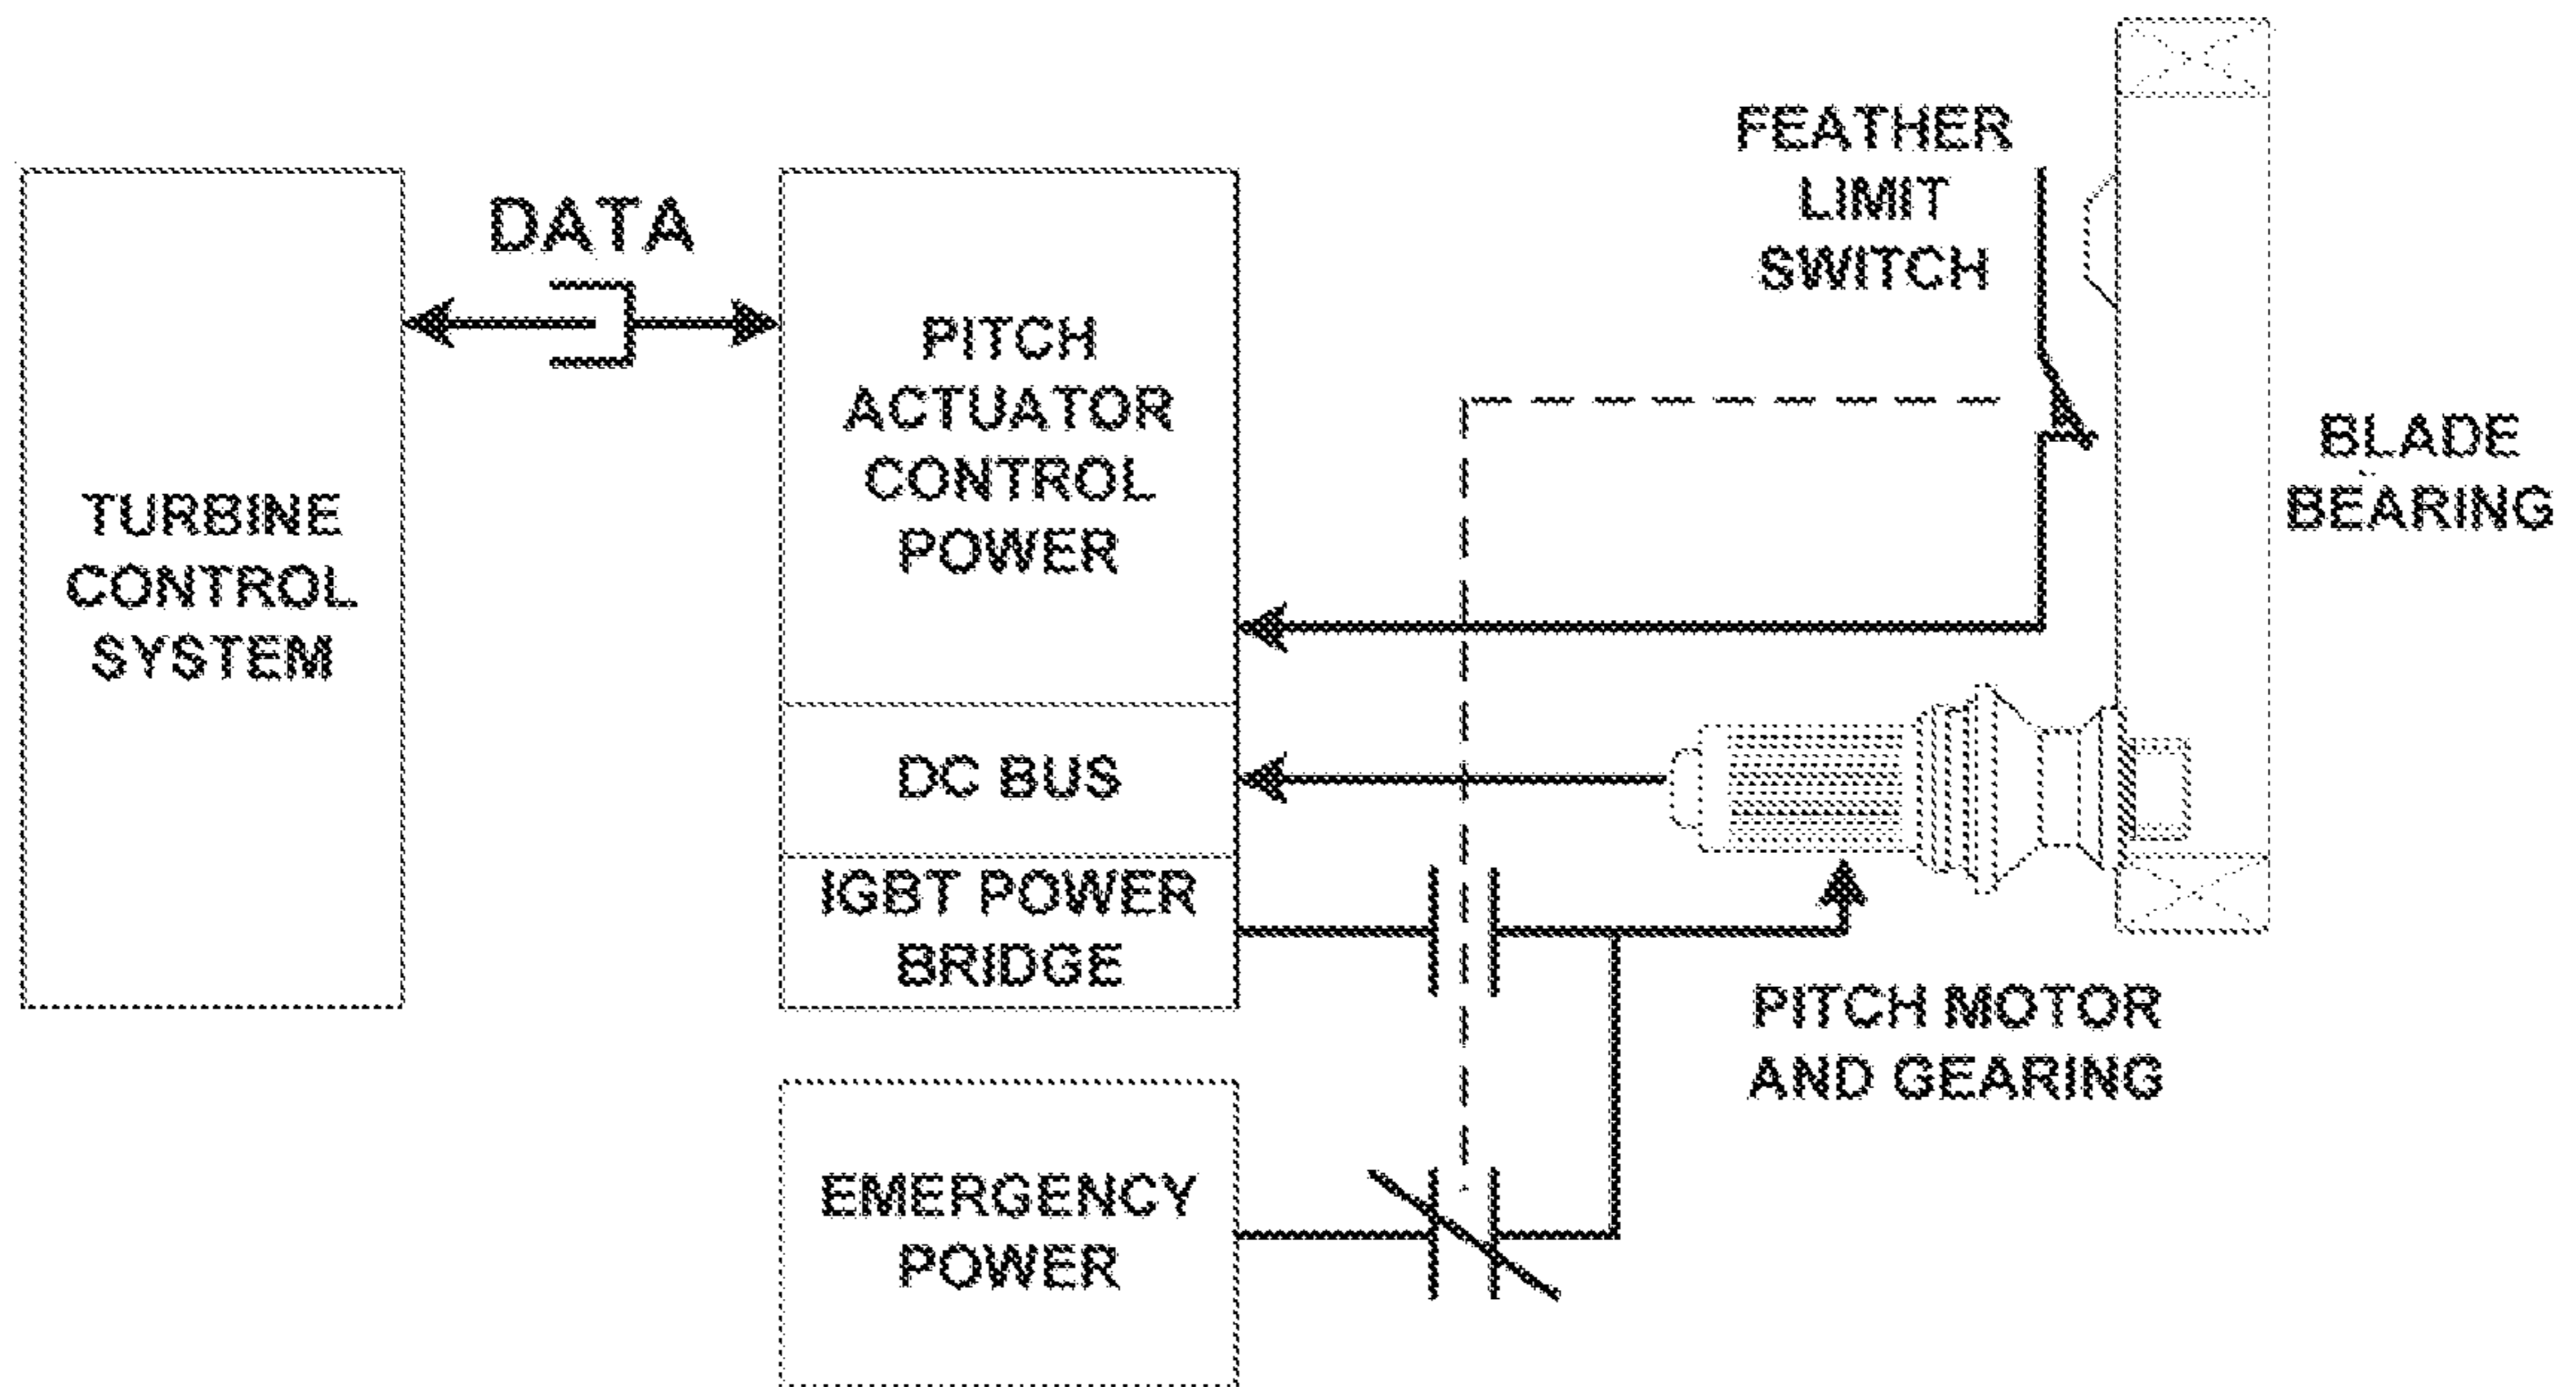 TURBINE
CONTROL
SYSTEM
DATA
PITCH
ACTUATOR
CONTROL
POWER
DC BUS
IGBT POWER
BRIDGE
EMERGENCY
POWER
FEATHER
LIMIT
SWITCH
BLADE
BEARING
PITCH MOTOR
AND GEARING